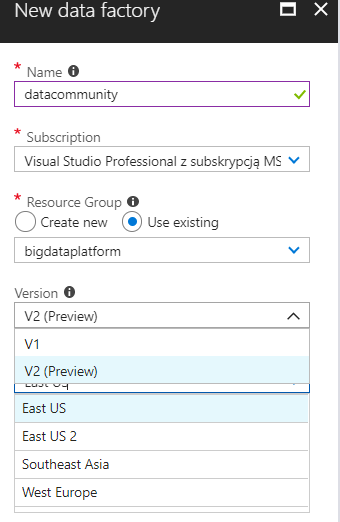 New data factory
* Name
datacommunity
* Subscription
Visual Studio Professional z subskrypcją MS
* Resource Group
Create new Use existing
bigdataplatform
Version
V2 (Preview)
V1
V2 (Preview)
East US
East US
East US 2
Southeast Asia
West Europe